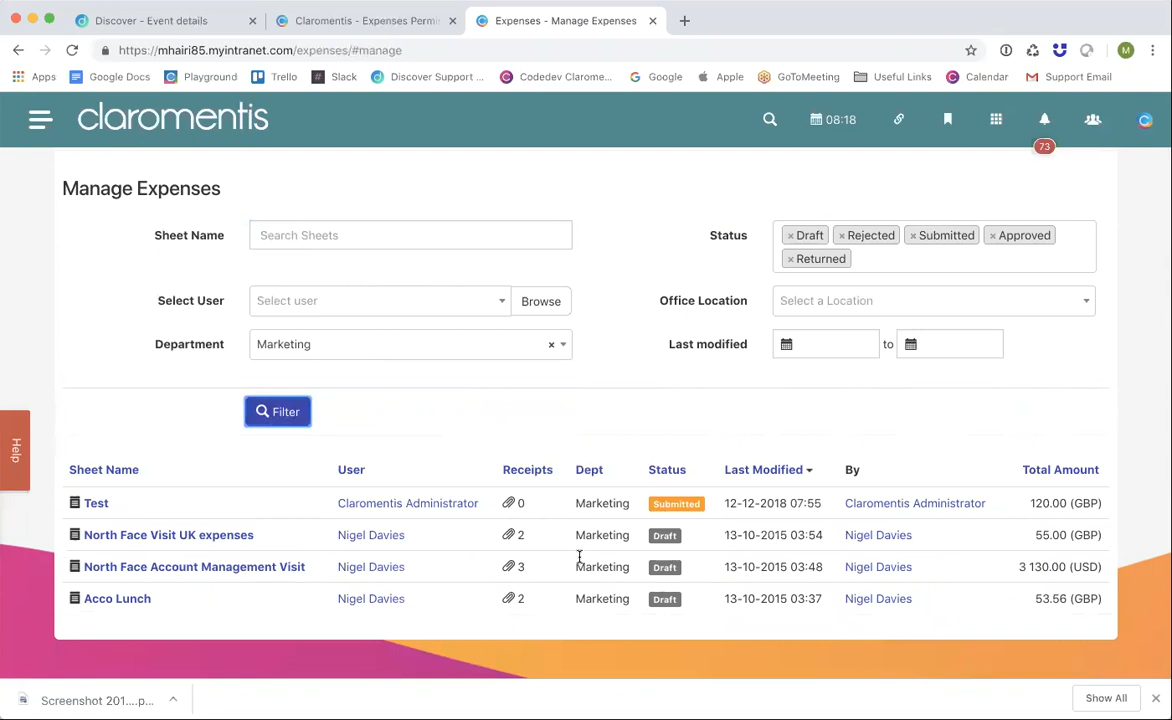 Discover - Event details
Claromentis - Expenses Permi
Expenses - Manage Expenses
https://mhairi85.myintranet.com/expenses/#manage
M
Apps
Google Docs
Playground
Trello
Slack
Discover Support ...
Codedev Clarome...
Google
Apple
GoToMeeting
Useful Links
Calendar
Support Email
claromentis
08:18
73
Manage Expenses
Sheet Name
Search Sheets
Status
× Draft × Rejected × Submitted × Approved
× Returned
Select User
Select user
Browse
Office Location
Select a Location
Department
Marketing
×
Last modified
to
Filter
Help
Sheet Name User Receipts Dept Status Last Modified By Total Amount
Test Claromentis Administrator 0 Marketing Submitted 12-12-2018 07:55 Claromentis Administrator 120.00 (GBP)
North Face Visit UK expenses Nigel Davies 2 Marketing Draft 13-10-2015 03:54 Nigel Davies 55.00 (GBP)
North Face Account Management Visit Nigel Davies 3 Marketing Draft 13-10-2015 03:48 Nigel Davies 3 130.00 (USD)
Acco Lunch Nigel Davies 2 Marketing Draft 13-10-2015 03:37 Nigel Davies 53.56 (GBP)
Screenshot 201....p...
Show All